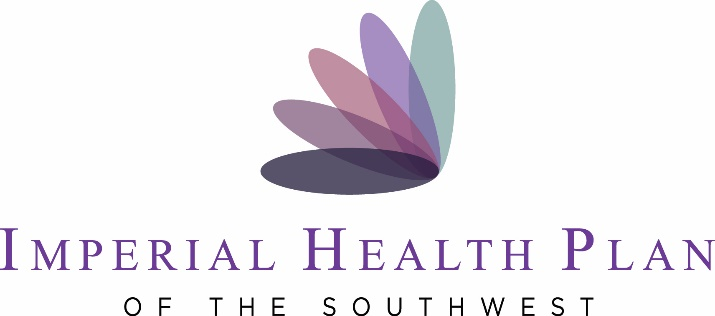 IMPERIAL HEALTH PLAN
OF THE SOUTHWEST